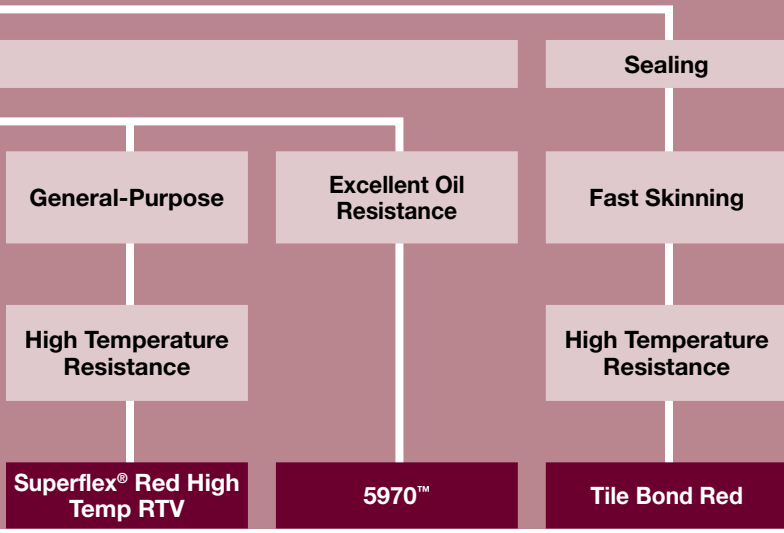 Sealing
General-Purpose
Excellent Oil
Resistance
Fast Skinning
High Temperature
Resistance
High Temperature
Resistance
Superflex® Red High
Temp RTV
5970™
Tile Bond Red